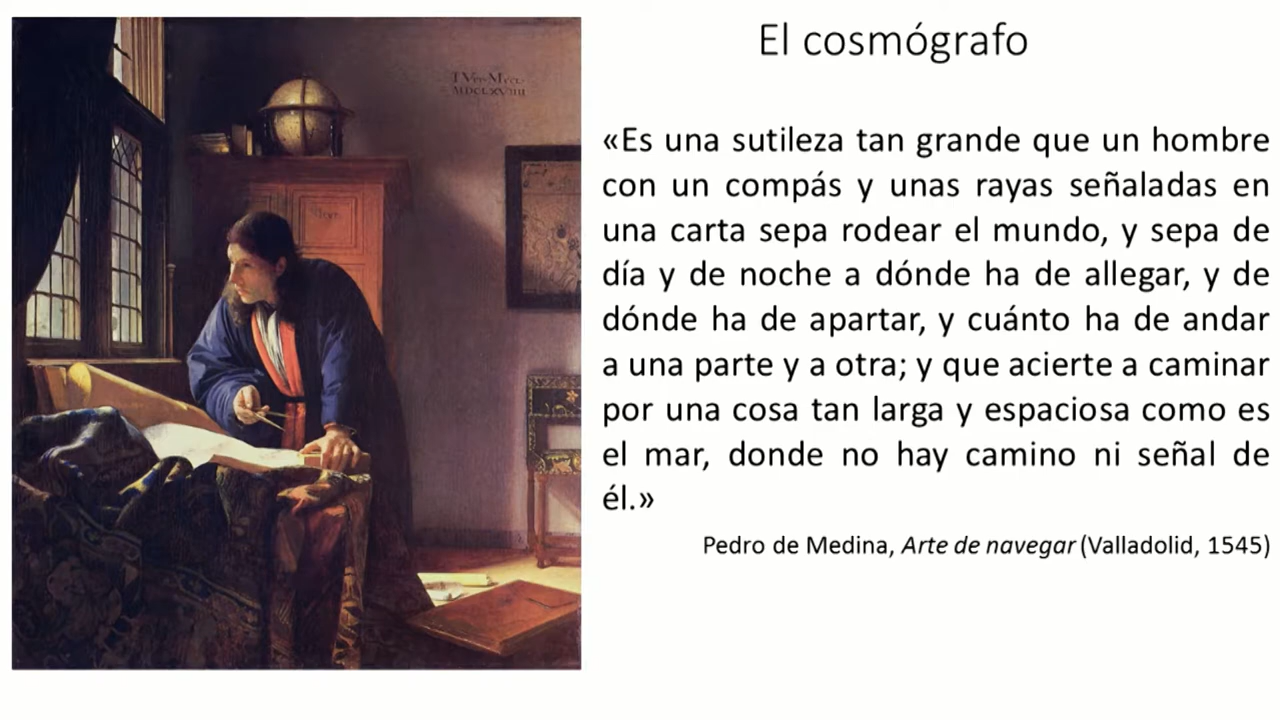 El cosmógrafo
«Es una sutileza tan grande que un hombre
con un compás y unas rayas señaladas en
una carta sepa rodear el mundo, y sepa de
día y de noche a dónde ha de allegar, y de
dónde ha de apartar, y cuánto ha de andar
a una parte y a otra; y que acierte a caminar
por una cosa tan larga y espaciosa como es
el mar, donde no hay camino ni señal de
él.»
Pedro de Medina, Arte de navegar (Valladolid, 1545)